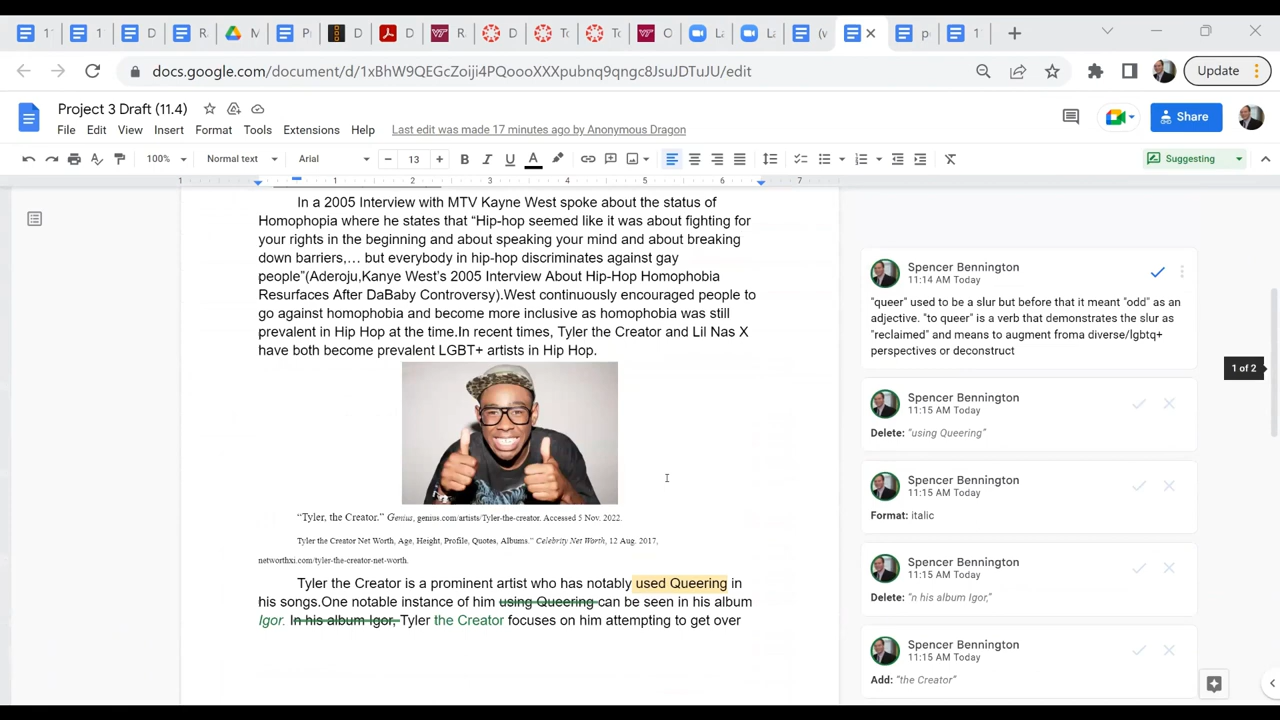 1
1
D
R
M
P
D
D
R
D
To
To
O
La
La
(v
p
1
docs.google.com/document/d/1xBhW9QEGcZoiji4PQoooXXXpubnq9qngc8JsuJDTuJU/edit
Update
Project 3 Draft (11.4)
File Edit View Insert Format Tools Extensions Help Last edit was made 17 minutes ago by Anonymous Dragon
Share
100% Normal text Arial 13 B I U A Suggesting
1 1 2 3 4 5 6 7
In a 2005 Interview with MTV Kayne West spoke about the status of
Homophopia where he states that “Hip-hop seemed like it was about fighting for
your rights in the beginning and about speaking your mind and about breaking
down barriers,… but everybody in hip-hop discriminates against gay
people”(Aderoju,Kanye West's 2005 Interview About Hip-Hop Homophobia
Resurfaces After DaBaby Controversy).West continuously encouraged people to
go against homophobia and become more inclusive as homophobia was still
prevalent in Hip Hop at the time.In recent times, Tyler the Creator and Lil Nas X
have both become prevalent LGBT+ artists in Hip Hop.
“Tyler, the Creator.” Genius, genius.com/artists/Tyler-the-creator. Accessed 5 Nov. 2022.
Tyler the Creator Net Worth, Age, Height, Profile, Quotes, Albums.” Celebrity Net Worth, 12 Aug. 2017,
networthxi.com/tyler-the-creator-net-worth.
Tyler the Creator is a prominent artist who has notably used Queering in
his songs.One notable instance of him using Queering can be seen in his album
Igor. In his album Igor, Tyler the Creator focuses on him attempting to get over
Spencer Bennington
11:14 AM Today
"queer" used to be a slur but before that it meant "odd" as an
adjective. "to queer" is a verb that demonstrates the slur as
"reclaimed" and means to augment froma diverse/lgbtq+
perspectives or deconstruct
1 of 2
Spencer Bennington
11:15 AM Today
Delete: “using Queering”
Spencer Bennington
11:15 AM Today
Format: italic
Spencer Bennington
11:15 AM Today
Delete: “n his album Igor,”
Spencer Bennington
11:15 AM Today
Add: “the Creator”